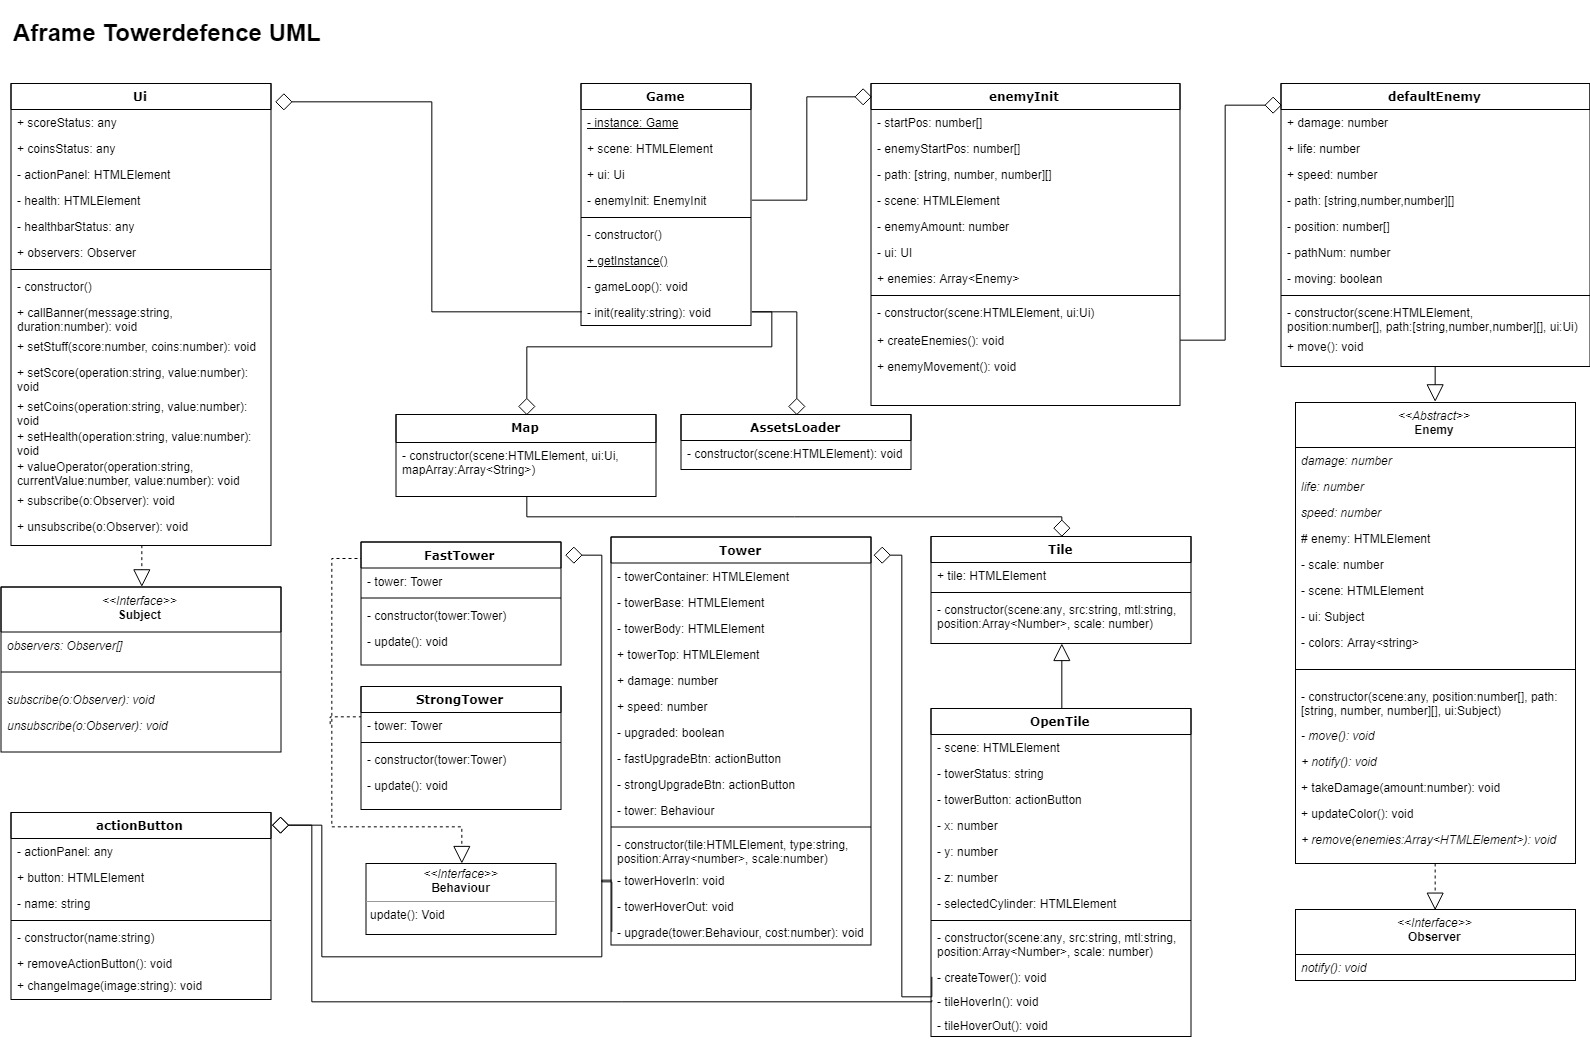 Aframe Towerdefence UML
Ui
+ scoreStatus: any
+ coinsStatus: any
- actionPanel: HTMLElement
- health: HTMLElement
- healthbarStatus: any
+ observers: Observer
- constructor()
+ callBanner(message:string,
duration:number): void
+ setStuff(score:number, coins:number): void
+ setScore(operation:string, value:number):
void
+ setCoins(operation:string, value:number):
void
+ setHealth(operation:string, value:number):
void
+ valueOperator(operation:string,
currentValue:number, value:number): void
+ subscribe(o:Observer): void
+ unsubscribe(o:Observer): void
<<Interface>>
Subject
observers: Observer[]
subscribe(o:Observer): void
unsubscribe(o:Observer): void
actionButton
- actionPanel: any
+ button: HTMLElement
- name: string
- constructor(name:string)
+ removeActionButton(): void
+ changeImage(image:string): void
Game
- instance: Game
+ scene: HTMLElement
+ ui: Ui
- enemyInit: EnemyInit
- constructor()
+ getInstance()
- gameLoop(): void
- init(reality:string): void
enemyInit
- startPos: number[]
- enemyStartPos: number[]
- path: [string, number, number][]
- scene: HTMLElement
- enemyAmount: number
- ui: UI
+ enemies: Array<Enemy>
- constructor(scene:HTMLElement, ui:Ui)
+ createEnemies(): void
+ enemyMovement(): void
defaultEnemy
+ damage: number
+ life: number
+ speed: number
- path: [string,number,number][]
- position: number[]
- pathNum: number
- moving: boolean
- constructor(scene:HTMLElement,
position:number[], path:[string,number,number][], ui:Ui)
+ move(): void
Map
- constructor(scene:HTMLElement, ui:Ui,
mapArray:Array<String>)
AssetsLoader
- constructor(scene:HTMLElement): void
<<Abstract>>
Enemy
damage: number
life: number
speed: number
# enemy: HTMLElement
- scale: number
- scene: HTMLElement
- ui: Subject
- colors: Array<string>
- constructor(scene:any, position:number[], path:
[string, number, number][], ui:Subject)
- move(): void
+ notify(): void
+ takeDamage(amount:number): void
+ updateColor(): void
+ remove(enemies:Array<HTMLElement>): void
<<Interface>>
Observer
notify(): void
FastTower
- tower: Tower
- constructor(tower:Tower)
- update(): void
StrongTower
- tower: Tower
- constructor(tower:Tower)
- update(): void
<<Interface>>
Behaviour
update(): Void
Tower
- towerContainer: HTMLElement
- towerBase: HTMLElement
- towerBody: HTMLElement
+ towerTop: HTMLElement
+ damage: number
+ speed: number
- upgraded: boolean
- fastUpgradeBtn: actionButton
- strongUpgradeBtn: actionButton
- tower: Behaviour
- constructor(tile:HTMLElement, type:string,
position:Array<number>, scale:number)
- towerHoverIn: void
- towerHoverOut: void
- upgrade(tower:Behaviour, cost:number): void
Tile
+ tile: HTMLElement
- constructor(scene:any, src:string, mtl:string,
position:Array<Number>, scale: number)
OpenTile
- scene: HTMLElement
- towerStatus: string
- towerButton: actionButton
- x: number
- y: number
- z: number
- selectedCylinder: HTMLElement
- constructor(scene:any, src:string, mtl:string,
position:Array<Number>, scale: number)
- createTower(): void
- tileHoverIn(): void
- tileHoverOut(): void